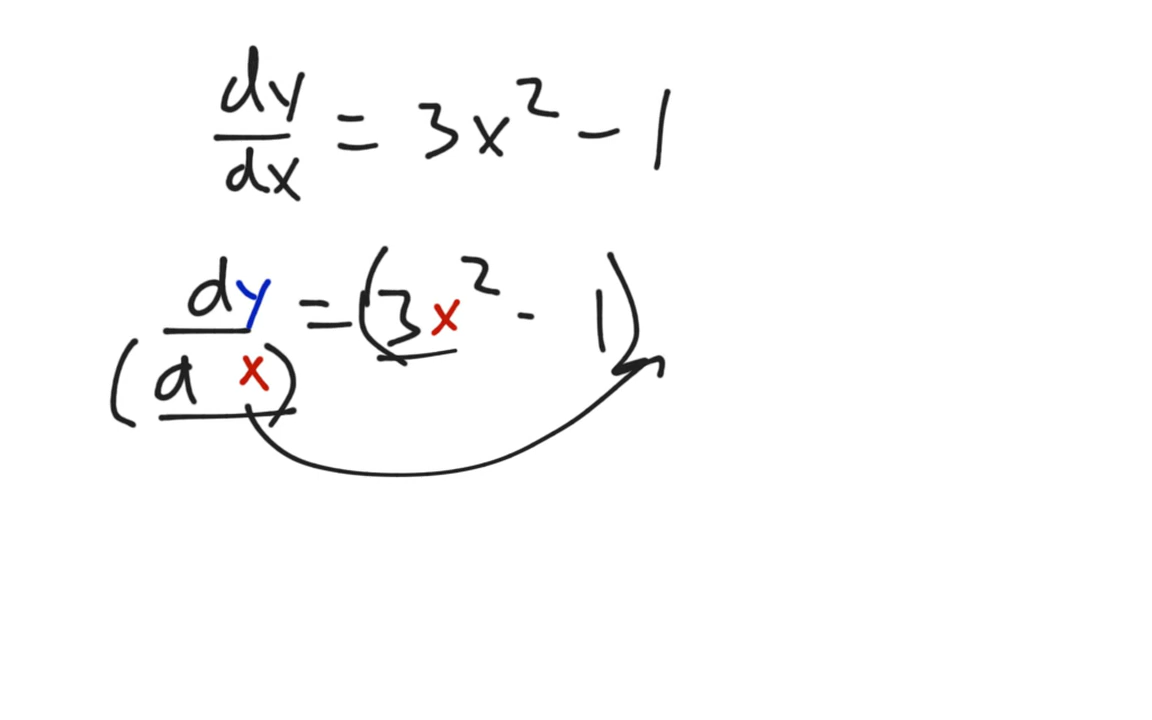 dy/dx = 3x² - 1
dy/(dx) = (3x² - 1)